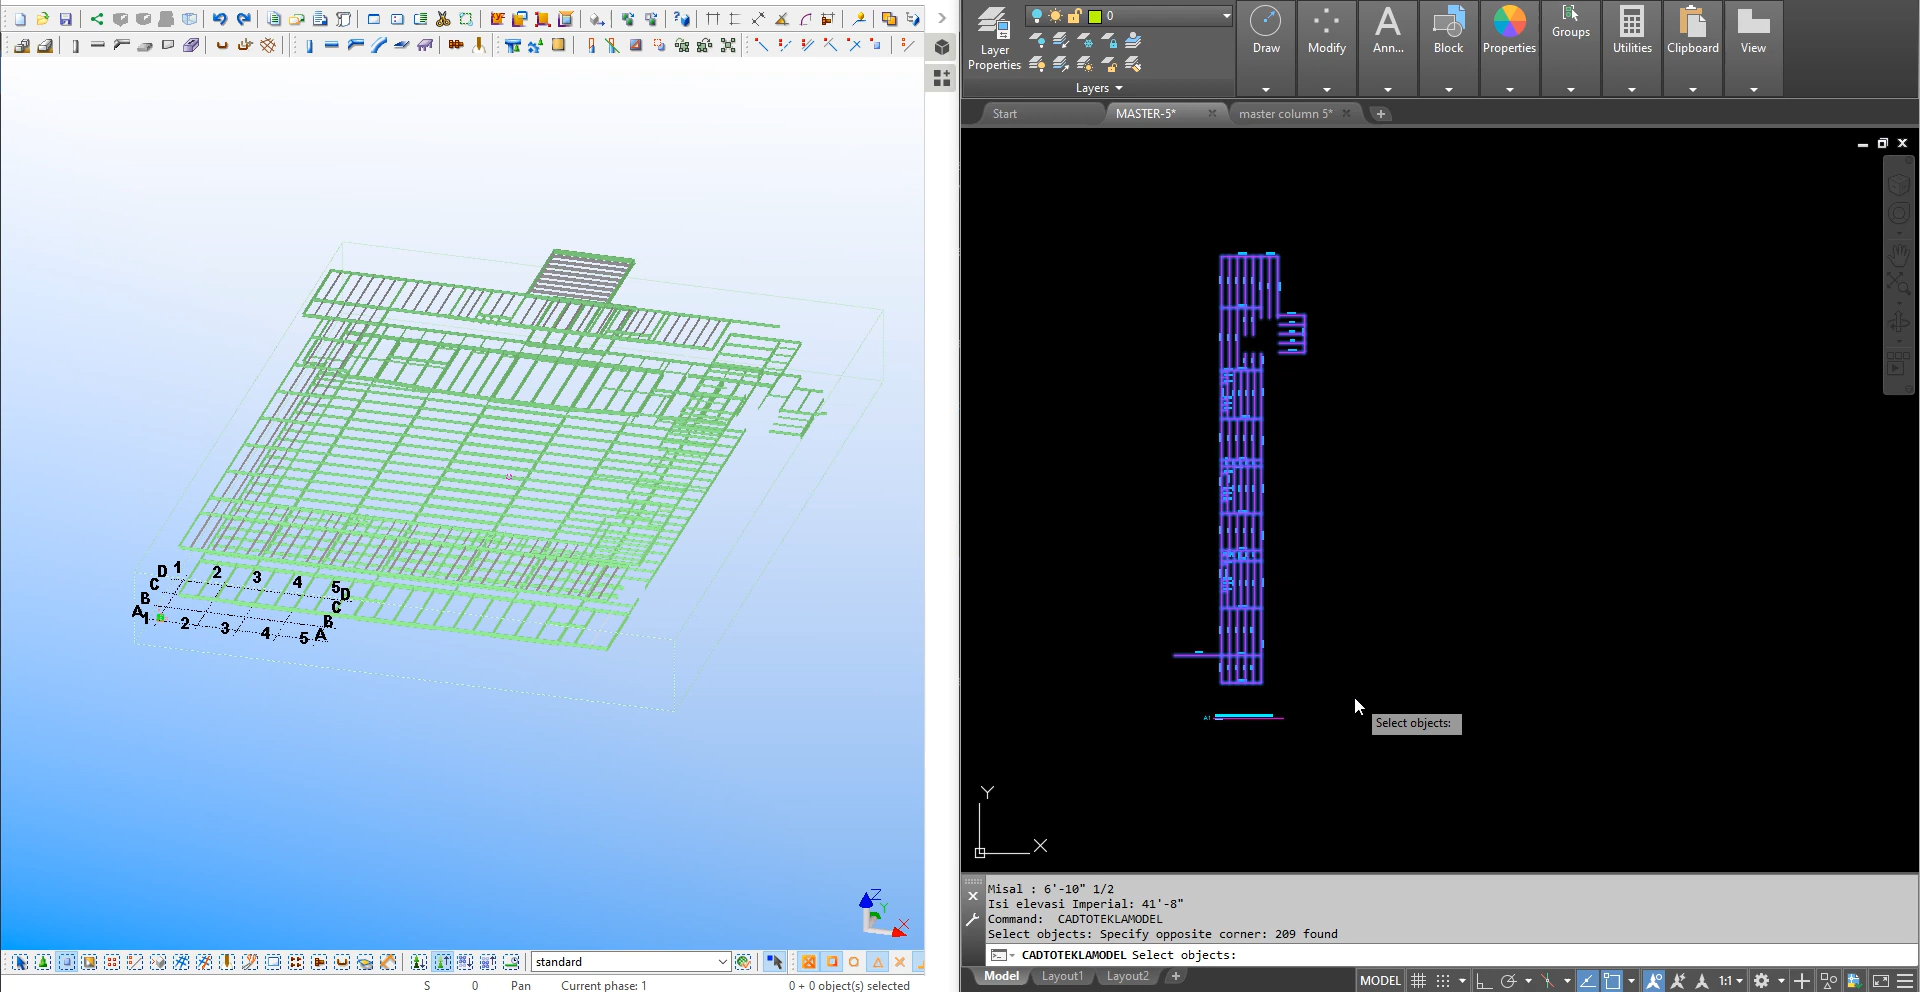 0
Layer
Properties
Layers
Draw
Modify
Ann...
Block
Properties
Groups
Utilities
Clipboard
View
Start
MASTER-5*
master column 5*
D 1 2 3 4 5 D
C C
B B
A 1 2 3 4 5 A
Select objects:
Z
Y
X
Y
X
Misal : 6'-10" 1/2
Isi elevasi Imperial: 41'-8"
Command: CADTOTEKLAMODEL
Select objects: Specify opposite corner: 209 found
CADTOTEKLAMODEL Select objects:
standard
Model
Layout1
Layout2
MODEL
1:1
S
0
Pan
Current phase: 1
0 + 0 object(s) selected